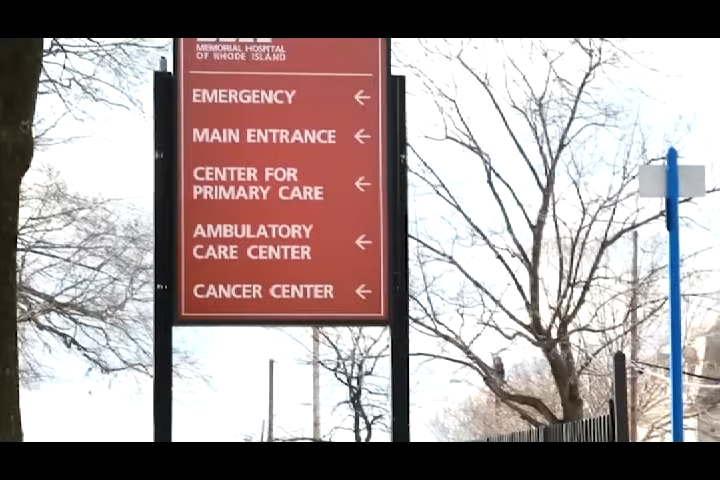 MEMORIAL HOSPITAL
OF RHODE ISLAND
EMERGENCY
MAIN ENTRANCE
CENTER FOR
PRIMARY CARE
AMBULATORY
CARE CENTER
CANCER CENTER